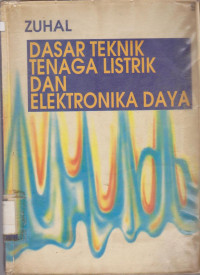 ZUHAL
DASAR TEKNIK
TENAGA LISTRIK
DAN
ELEKTRONIKA DAYA